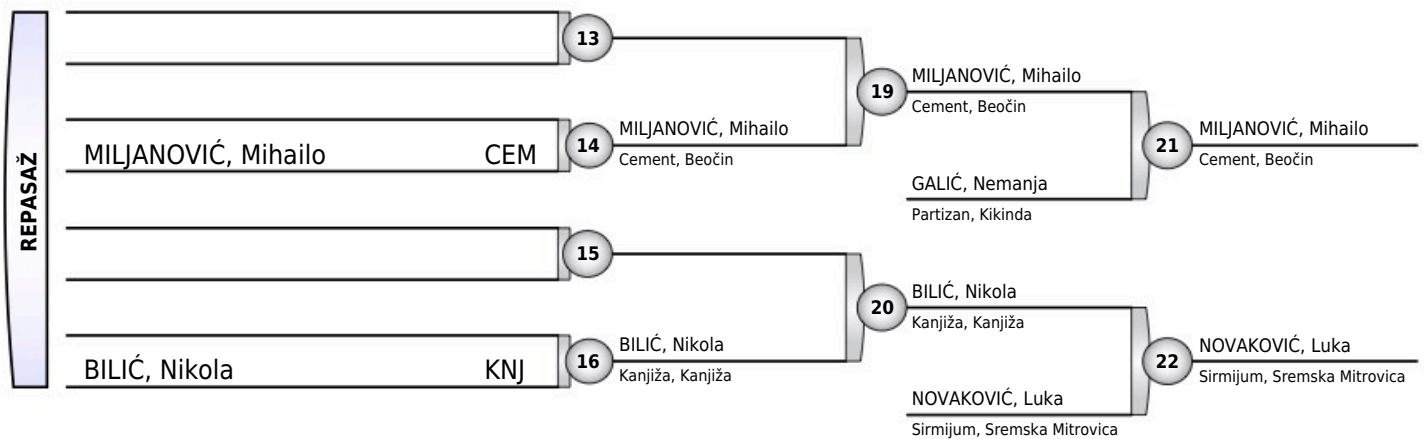 REPASAŽ
13
MILJANOVIĆ, Mihailo CEM
14
MILJANOVIĆ, Mihailo
Cement, Beočin
19
MILJANOVIĆ, Mihailo
Cement, Beočin
GALIĆ, Nemanja
Partizan, Kikinda
21
MILJANOVIĆ, Mihailo
Cement, Beočin
15
BILIĆ, Nikola KNJ
16
BILIĆ, Nikola
Kanjiža, Kanjiža
20
BILIĆ, Nikola
Kanjiža, Kanjiža
NOVAKOVIĆ, Luka
Sirmijum, Sremska Mitrovica
22
NOVAKOVIĆ, Luka
Sirmijum, Sremska Mitrovica